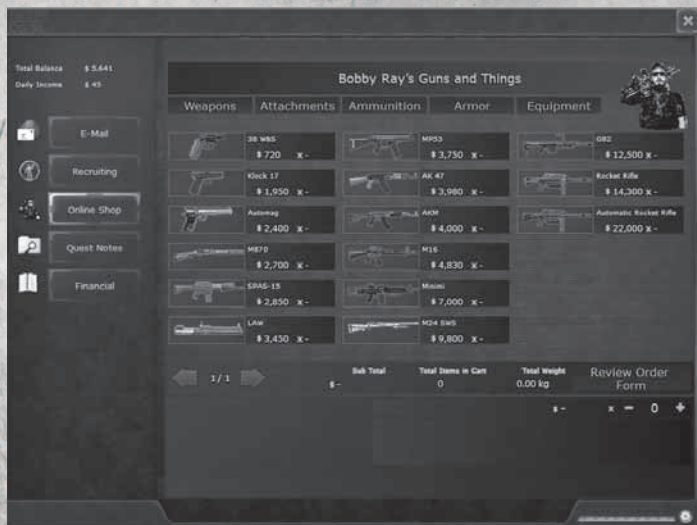 Total Balance $ 5,641
Daily Income $ 45
Bobby Ray's Guns and Things
Weapons Attachments Ammunition Armor Equipment
E-Mail
Recruiting
Online Shop
Quest Notes
Financial
38 W&S
$ 720 x -
Klock 17
$ 1,950 x -
Automag
$ 2,400 x -
M870
$ 2,700 x -
SPAS-15
$ 2,850 x -
LAW
$ 3,450 x -
MP53
$ 3,750 x -
AK 47
$ 3,980 x -
AKM
$ 4,000 x -
M16
$ 4,830 x -
Minimi
$ 7,000 x -
M24 SWS
$ 9,800 x -
G82
$ 12,500 x -
Rocket Rifle
$ 14,300 x -
Automatic Rocket Rifle
$ 22,000 x -
1/1
Sub Total Total Items in Cart Total Weight
$ - 0 0.00 kg
Review Order
Form
$ - x − 0 +